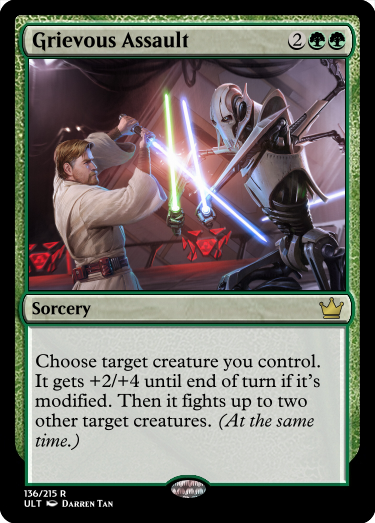 Grievous Assault 2
Sorcery
Choose target creature you control.
It gets +2/+4 until end of turn if it's
modified. Then it fights up to two
other target creatures. (At the same
time.)
136/215 R
ULT Darren Tan